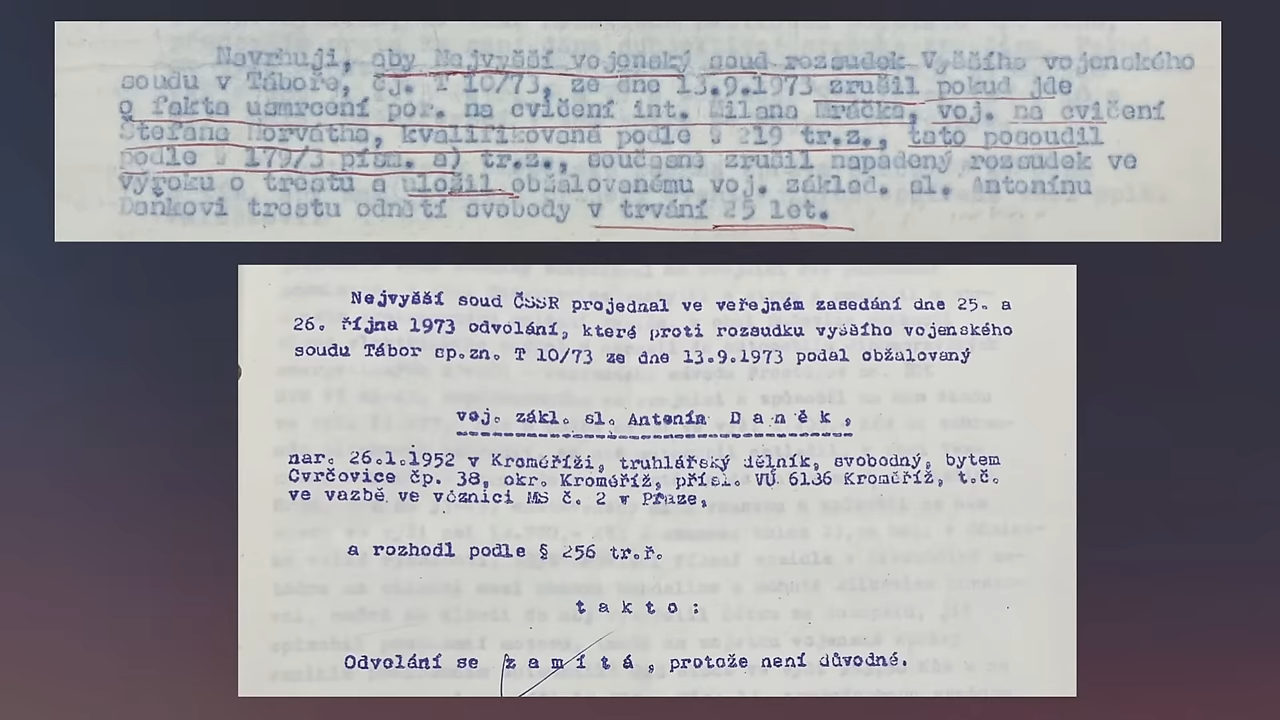 Navrhuji, aby Nejvyšší vojenský soud rozsudek Vyššího vojenského
soudu v Táboře, čj. T 10/73, ze dne 13.9.1973 zrušil pokud jde
o fakta usmrcení por. na cvičení int. Milana Mráčka, voj. na cvičení
Štefana Horvátha, kvalifikovaná podle § 219 tr.z., tato posoudil
podle § 179/3 písm. a) tr.z., současně zrušil napadený rozsudek ve
výroku o trestu a uložil obžalovanému voj. základ. sl. Antonínu
Daňkovi trestu odnětí svobody v trvání 25 let.
Nejvyšší soud ČSSR projednal ve veřejném zasedání dne 25. a
26. října 1973 odvolání, které proti rozsudku vyššího vojenského
soudu Tábor sp.zn. T 10/73 ze dne 13.9.1973 podal obžalovaný
voj. zákl. sl. Antonín D a n ě k ,
nar. 26.1.1952 v Kroměříži, truhlářský dělník, svobodný, bytem
Cvrčovice čp. 38, okr. Kroměříž, přísl. VÚ 6136 Kroměříž, t.č.
ve vazbě ve věznici MS č. 2 v Praze,
a rozhodl podle § 256 tr.ř.
t a k t o :
Odvolání se z a m í t á , protože není důvodné.